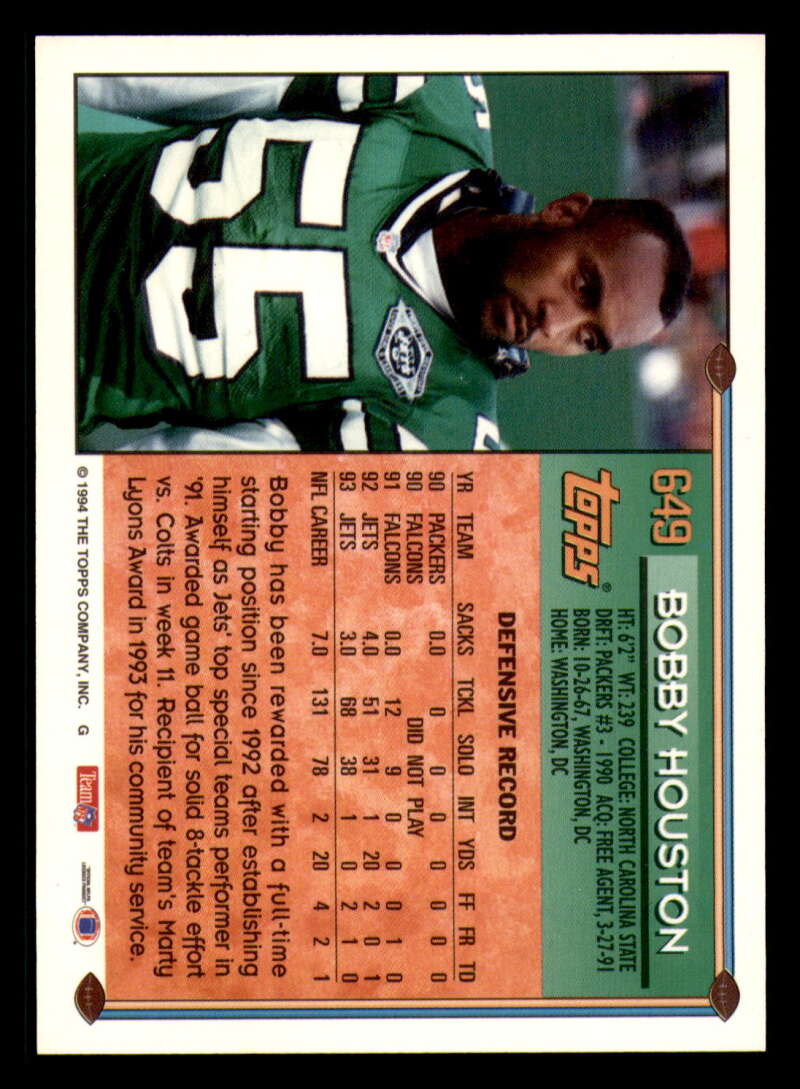 649 BOBBY HOUSTON
topps®
HT: 6'2" WT: 239 COLLEGE: NORTH CAROLINA STATE
DRFT: PACKERS #3 - 1990 ACQ: FREE AGENT, 3-27-91
BORN: 10-26-67, WASHINGTON, DC
HOME: WASHINGTON, DC
DEFENSIVE RECORD
YR TEAM SACKS TCKL SOLO INT YDS FF FR TD
90 PACKERS 0.0 0 0 0 0 0 0 0
90 FALCONS DID NOT PLAY
91 FALCONS 0.0 12 9 0 0 0 1 0
92 JETS 4.0 51 31 1 20 2 0 1
93 JETS 3.0 68 38 1 0 2 1 0
NFL CAREER 7.0 131 78 2 20 4 2 1
Bobby has been rewarded with a full-time
starting position since 1992 after establishing
himself as Jets' top special teams performer in
'91. Awarded game ball for solid 8-tackle effort
vs. Colts in week 11. Recipient of team's Marty
Lyons Award in 1993 for his community service.
55
© 1994 THE TOPPS COMPANY, INC. G
Team NFL